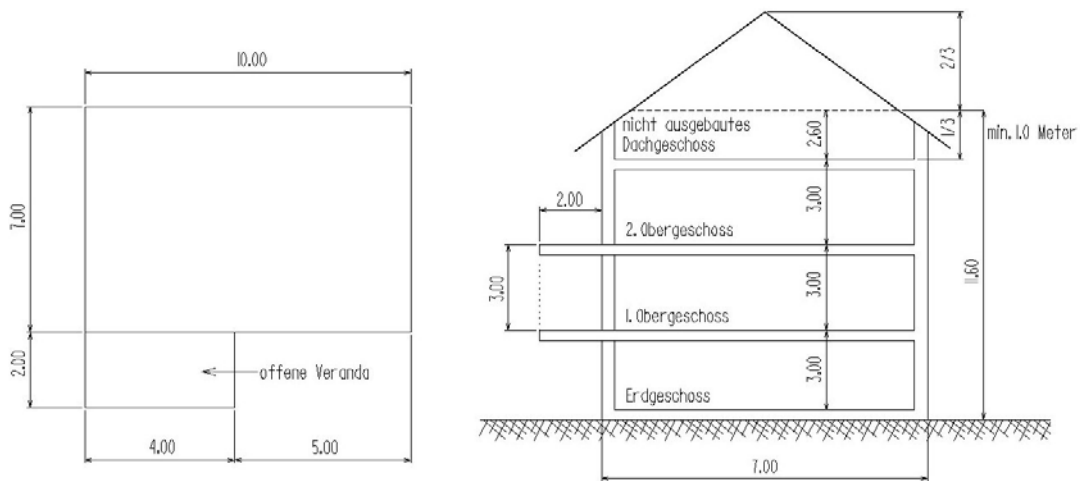 10.00
7.00
2.00
offene Veranda
4.00
5.00
2/3
nicht ausgebautes
Dachgeschoss
2.60
1/3
min. 1.0 Meter
2.00
3.00
2. Obergeschoss
3.00
3.00
11.60
1. Obergeschoss
3.00
Erdgeschoss
7.00